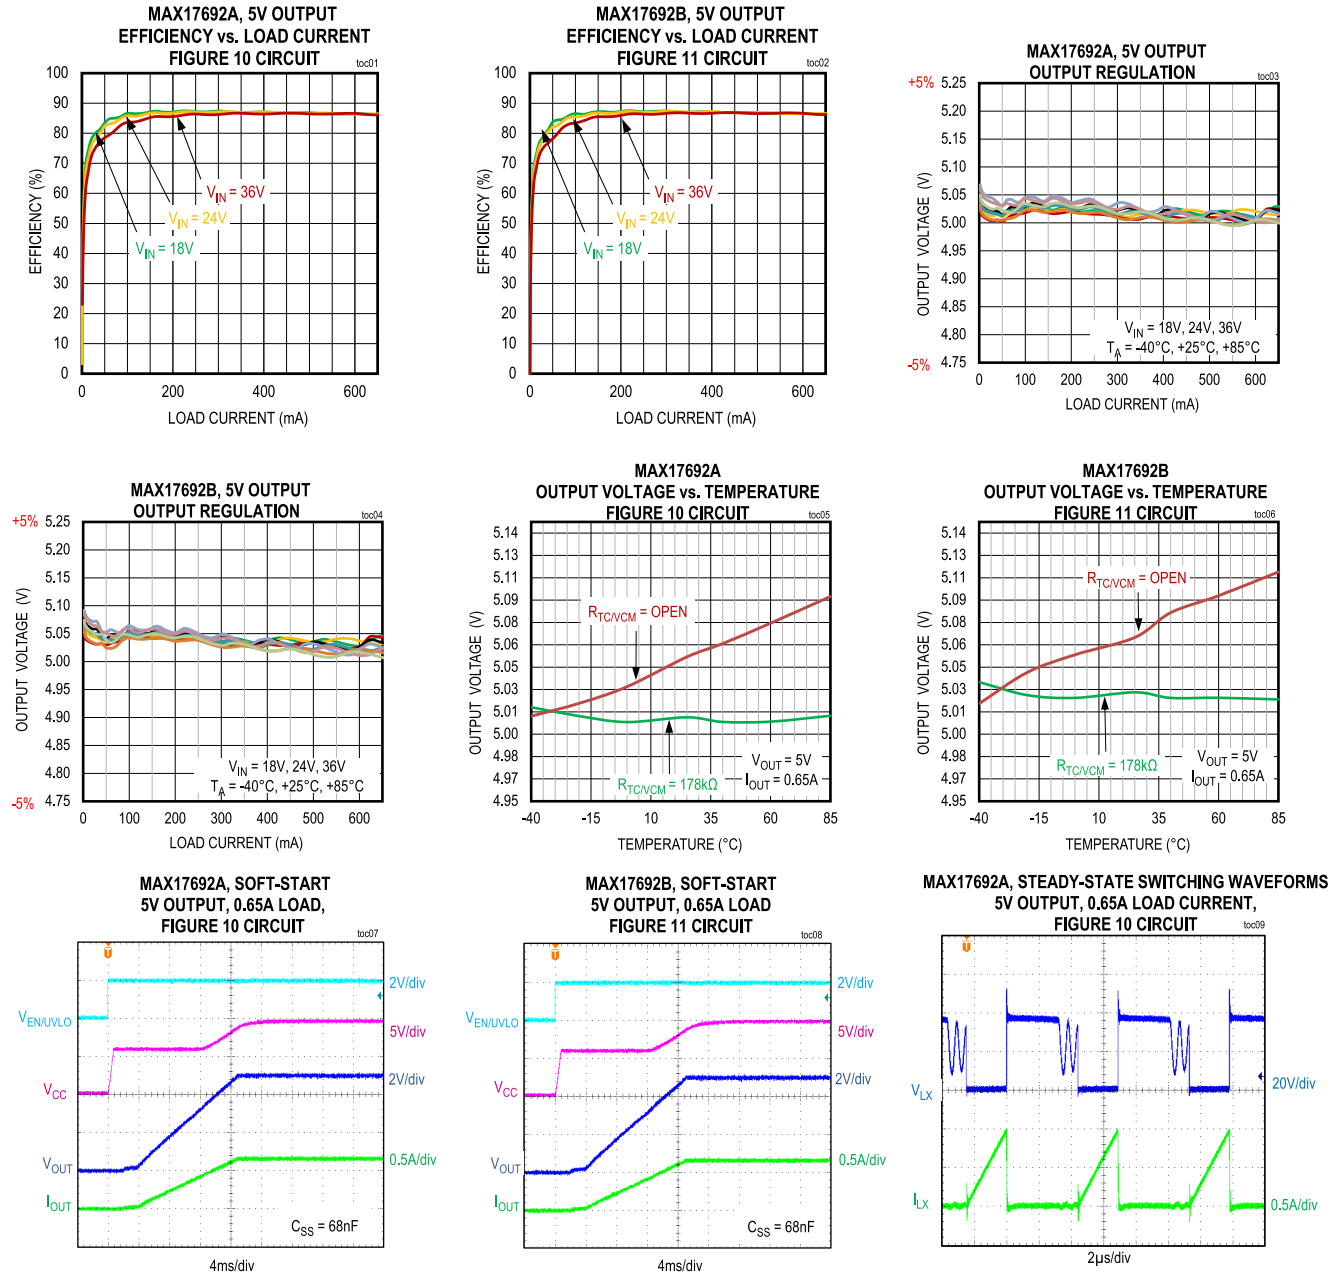 MAX17692A, 5V OUTPUT
EFFICIENCY vs. LOAD CURRENT
FIGURE 10 CIRCUIT
toc01
100
90
80
70
60
50
40
30
20
10
0
EFFICIENCY (%)
VIN = 36V
VIN = 24V
VIN = 18V
0 200 400 600
LOAD CURRENT (mA)
MAX17692B, 5V OUTPUT
EFFICIENCY vs. LOAD CURRENT
FIGURE 11 CIRCUIT
toc02
100
90
80
70
60
50
40
30
20
10
0
EFFICIENCY (%)
VIN = 36V
VIN = 24V
VIN = 18V
0 200 400 600
LOAD CURRENT (mA)
MAX17692A, 5V OUTPUT
OUTPUT REGULATION
toc03
+5% 5.25
5.20
5.15
5.10
5.05
5.00
4.95
4.90
4.85
4.80
-5% 4.75
OUTPUT VOLTAGE (V)
VIN = 18V, 24V, 36V
TA = -40°C, +25°C, +85°C
0 100 200 300 400 500 600
LOAD CURRENT (mA)
MAX17692B, 5V OUTPUT
OUTPUT REGULATION
toc04
+5% 5.25
5.20
5.15
5.10
5.05
5.00
4.95
4.90
4.85
4.80
-5% 4.75
OUTPUT VOLTAGE (V)
VIN = 18V, 24V, 36V
TA = -40°C, +25°C, +85°C
0 100 200 300 400 500 600
LOAD CURRENT (mA)
MAX17692A
OUTPUT VOLTAGE vs. TEMPERATURE
FIGURE 10 CIRCUIT
toc05
5.14
5.13
5.11
5.09
5.08
5.06
5.05
5.03
5.01
5.00
4.98
4.97
4.95
OUTPUT VOLTAGE (V)
RTC/VCM = OPEN
RTC/VCM = 178kΩ
VOUT = 5V
IOUT = 0.65A
-40 -15 10 35 60 85
TEMPERATURE (°C)
MAX17692B
OUTPUT VOLTAGE vs. TEMPERATURE
FIGURE 11 CIRCUIT
toc06
5.14
5.13
5.11
5.09
5.08
5.06
5.05
5.03
5.01
5.00
4.98
4.97
4.95
OUTPUT VOLTAGE (V)
RTC/VCM = OPEN
RTC/VCM = 178kΩ
VOUT = 5V
IOUT = 0.65A
-40 -15 10 35 60 85
TEMPERATURE (°C)
MAX17692A, SOFT-START
5V OUTPUT, 0.65A LOAD,
FIGURE 10 CIRCUIT
toc07
T
VEN/UVLO
2V/div
VCC
5V/div
VOUT
2V/div
IOUT
0.5A/div
CSS = 68nF
4ms/div
MAX17692B, SOFT-START
5V OUTPUT, 0.65A LOAD
FIGURE 11 CIRCUIT
toc08
T
VEN/UVLO
2V/div
VCC
5V/div
VOUT
2V/div
IOUT
0.5A/div
CSS = 68nF
4ms/div
MAX17692A, STEADY-STATE SWITCHING WAVEFORMS
5V OUTPUT, 0.65A LOAD CURRENT,
FIGURE 10 CIRCUIT
toc09
T
VLX
20V/div
ILX
0.5A/div
2µs/div